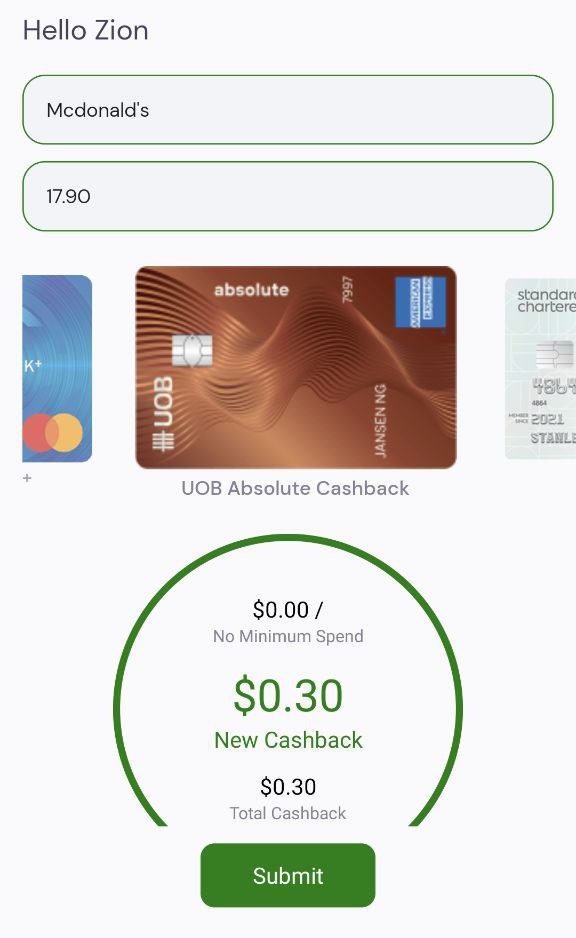 Hello Zion
Mcdonald's
17.90
K+
+
absolute
7997
AMERICAN
EXPRESS
UOB
JANSEN NG
standard
chartered
4864
MEMBER
SINCE
2021
STANLE
UOB Absolute Cashback
$0.00 /
No Minimum Spend
$0.30
New Cashback
$0.30
Total Cashback
Submit